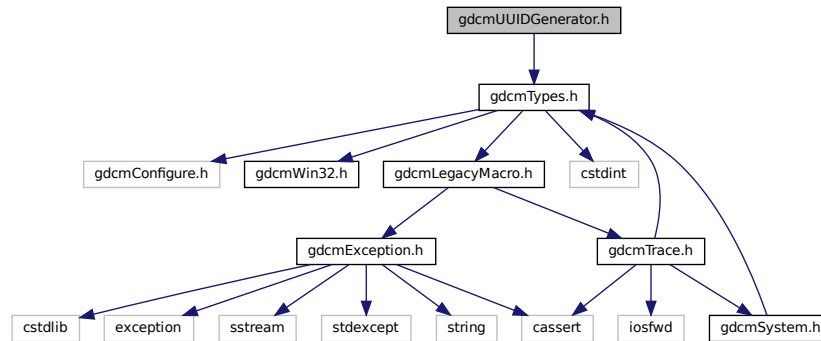 gdcmUUIDGenerator.h
gdcmTypes.h
gdcmConfigure.h
gdcmWin32.h
gdcmLegacyMacro.h
cstdint
gdcmException.h
gdcmTrace.h
cstdlib
exception
sstream
stdexcept
string
cassert
iosfwd
gdcmSystem.h